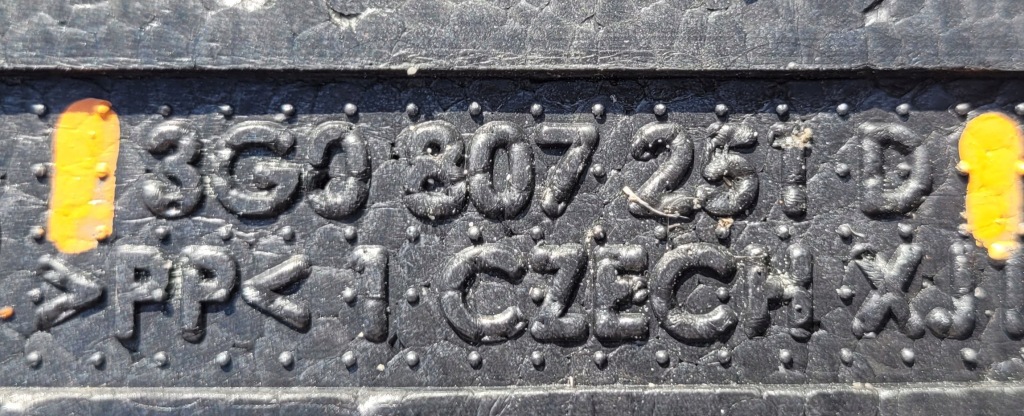 3G0 807 251 D
>PP< 1 CZECH XJ